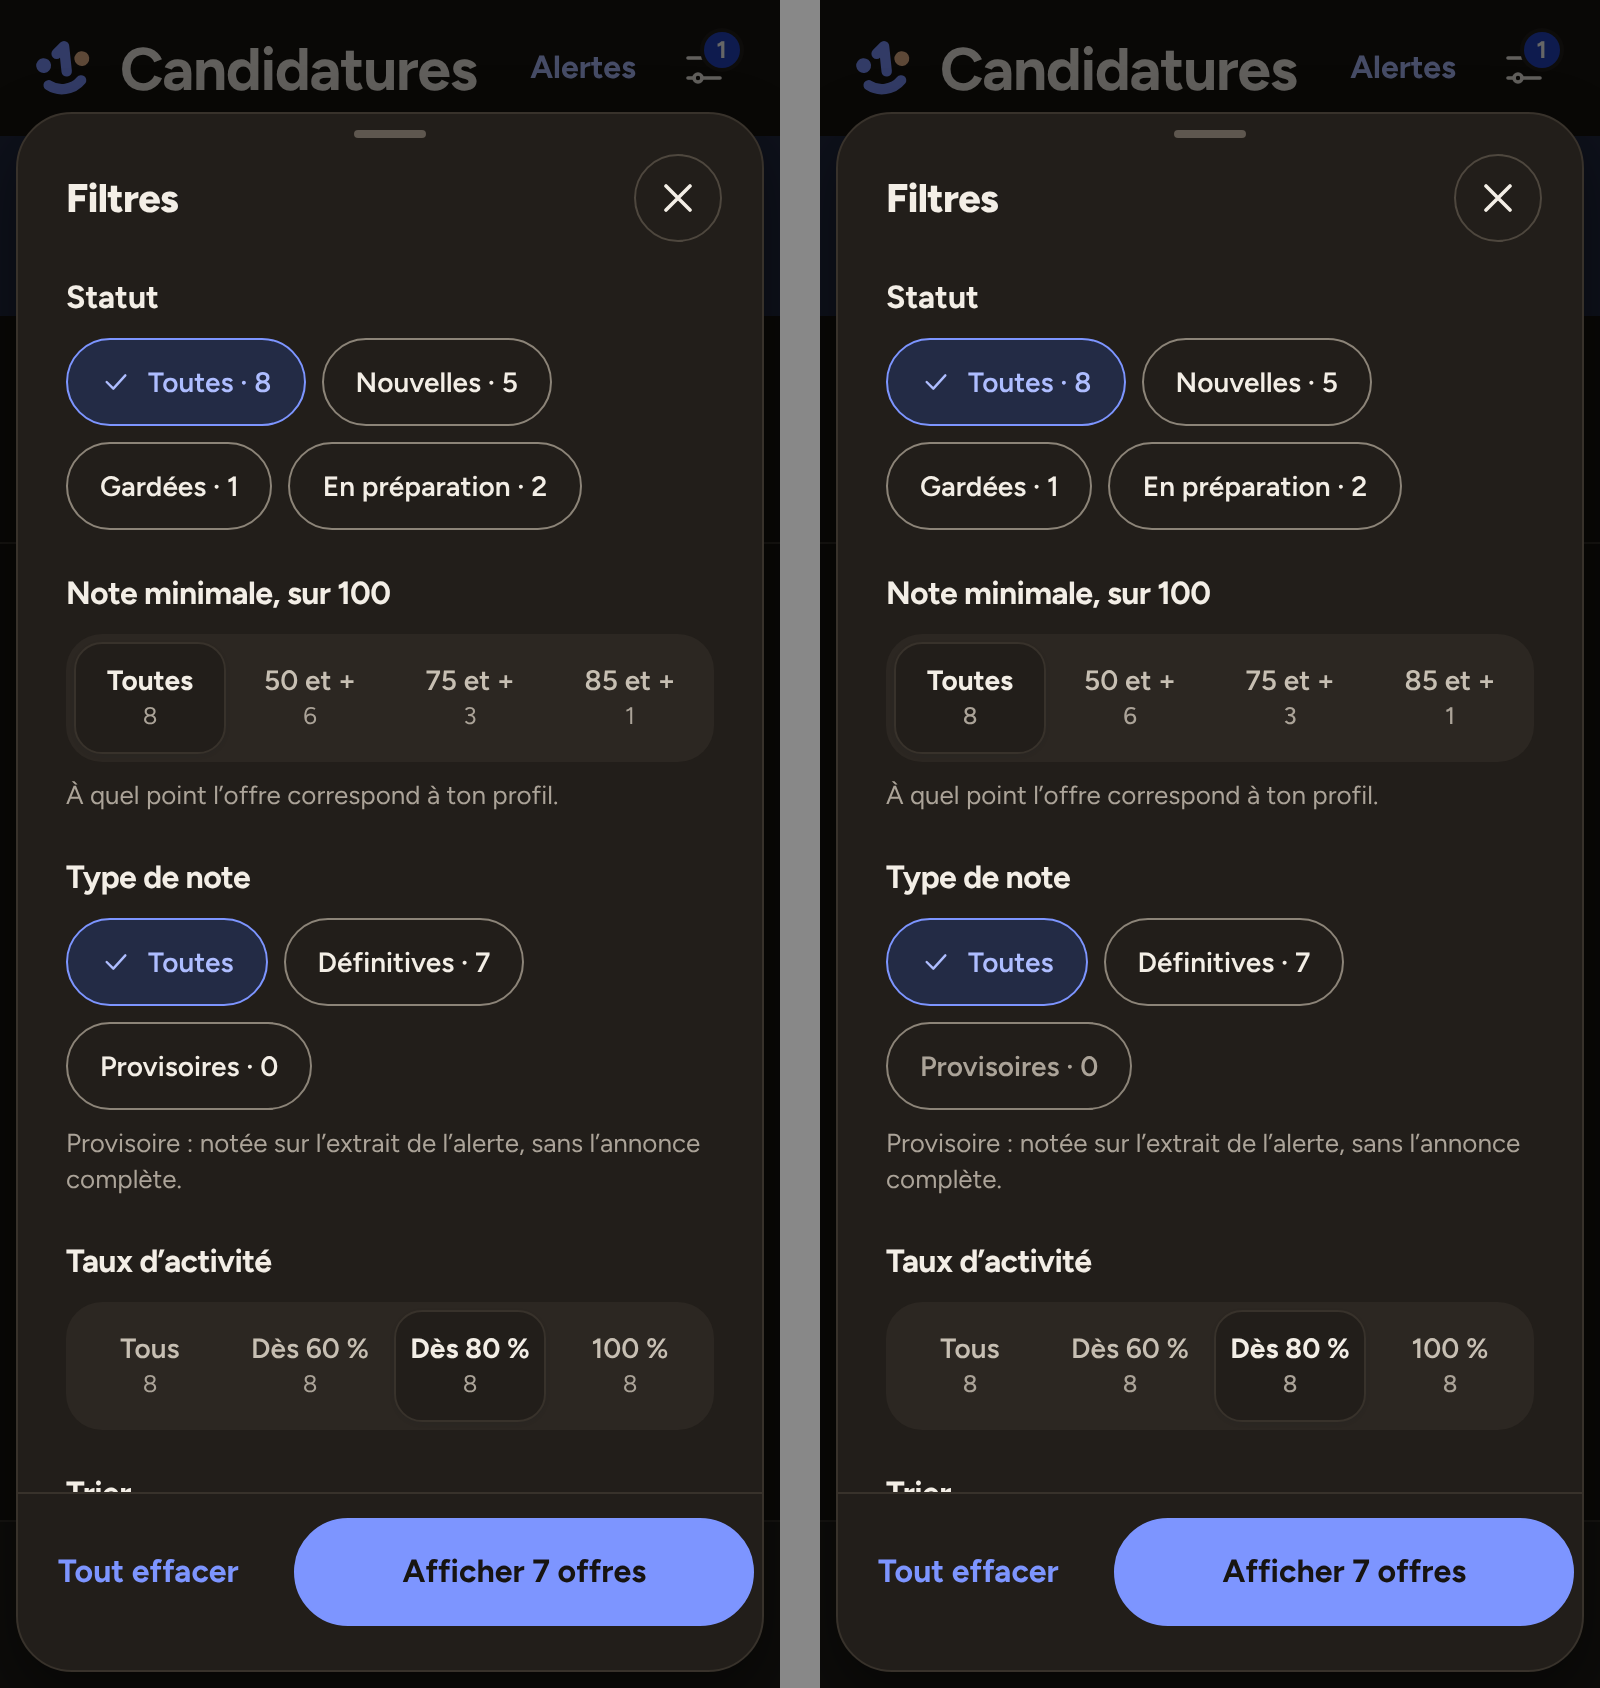 Candidatures Alertes 1
Filtres
Statut
Toutes · 8 Nouvelles · 5
Gardées · 1 En préparation · 2
Note minimale, sur 100
Toutes 50 et + 75 et + 85 et +
8 6 3 1
À quel point l’offre correspond à ton profil.
Type de note
Toutes Définitives · 7
Provisoires · 0
Provisoire : notée sur l’extrait de l’alerte, sans l’annonce
complète.
Taux d’activité
Tous Dès 60 % Dès 80 % 100 %
8 8 8 8
Trier
Tout effacer Afficher 7 offres
Candidatures Alertes 1
Filtres
Statut
Toutes · 8 Nouvelles · 5
Gardées · 1 En préparation · 2
Note minimale, sur 100
Toutes 50 et + 75 et + 85 et +
8 6 3 1
À quel point l’offre correspond à ton profil.
Type de note
Toutes Définitives · 7
Provisoires · 0
Provisoire : notée sur l’extrait de l’alerte, sans l’annonce
complète.
Taux d’activité
Tous Dès 60 % Dès 80 % 100 %
8 8 8 8
Trier
Tout effacer Afficher 7 offres